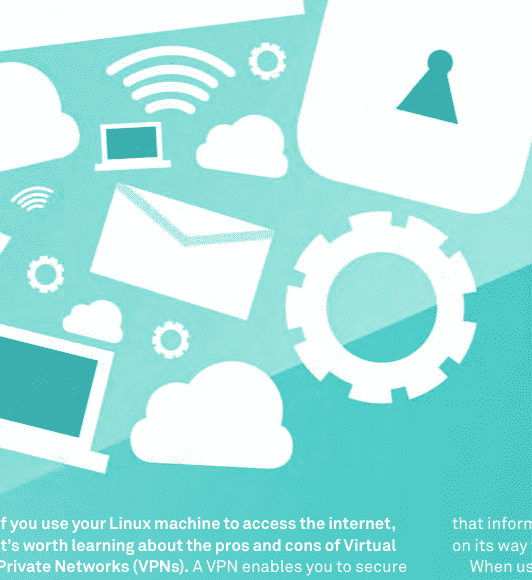 f you use your Linux machine to access the internet,
t’s worth learning about the pros and cons of Virtual
Private Networks (VPNs). A VPN enables you to secure
that inform
on its way
When us